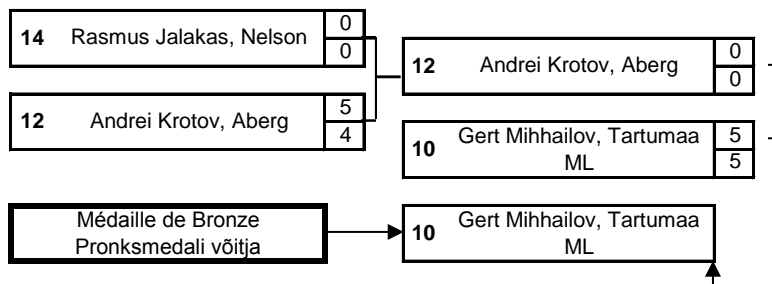 14 Rasmus Jalakas, Nelson 0
0
12 Andrei Krotov, Aberg 5
4
12 Andrei Krotov, Aberg 0
0
10 Gert Mihhailov, Tartumaa 5
ML 5
Médaille de Bronze
Pronksmedali võitja
10 Gert Mihhailov, Tartumaa
ML